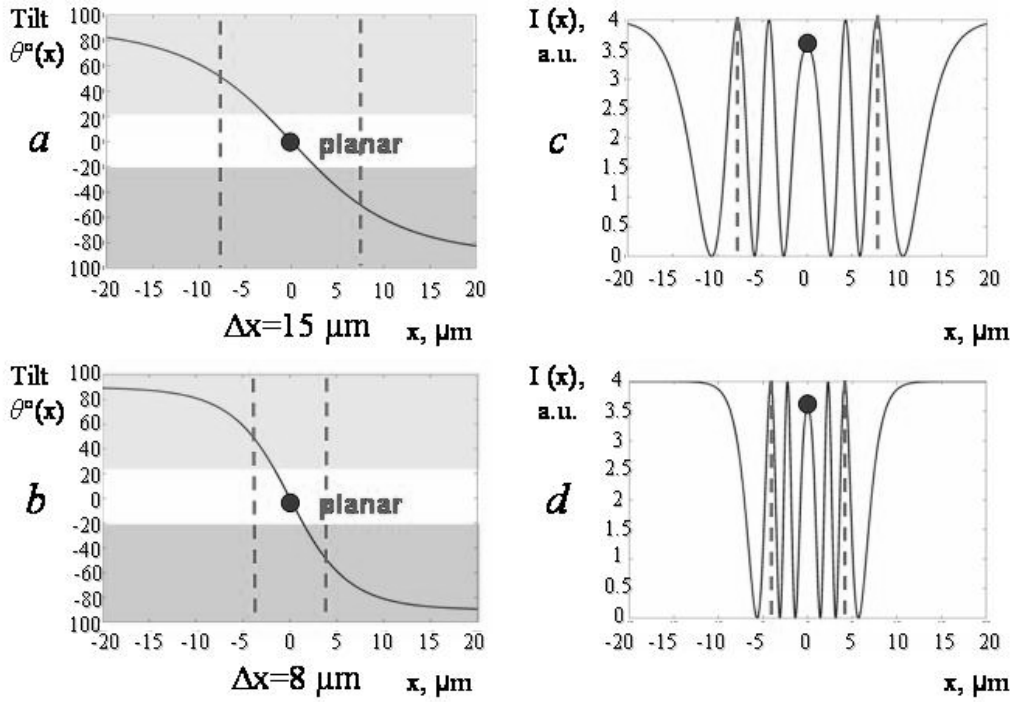 Tilt
θ°(x)
100
80
60
40
20
0
-20
-40
-60
-80
100
a
planar
-20 -15 -10 -5 0 5 10 15 20
Δx=15 μm
x, μm
I (x),
a.u.
4
3.5
3
2.5
2
1.5
1
0.5
0
c
-20 -15 -10 -5 0 5 10 15 20
x, μm
Tilt
θ°(x)
100
80
60
40
20
0
-20
-40
-60
-80
100
b
planar
-20 -15 -10 -5 0 5 10 15 20
Δx=8 μm
x, μm
I (x),
a.u.
4
3.5
3
2.5
2
1.5
1
0.5
0
d
-20 -15 -10 -5 0 5 10 15 20
x, μm